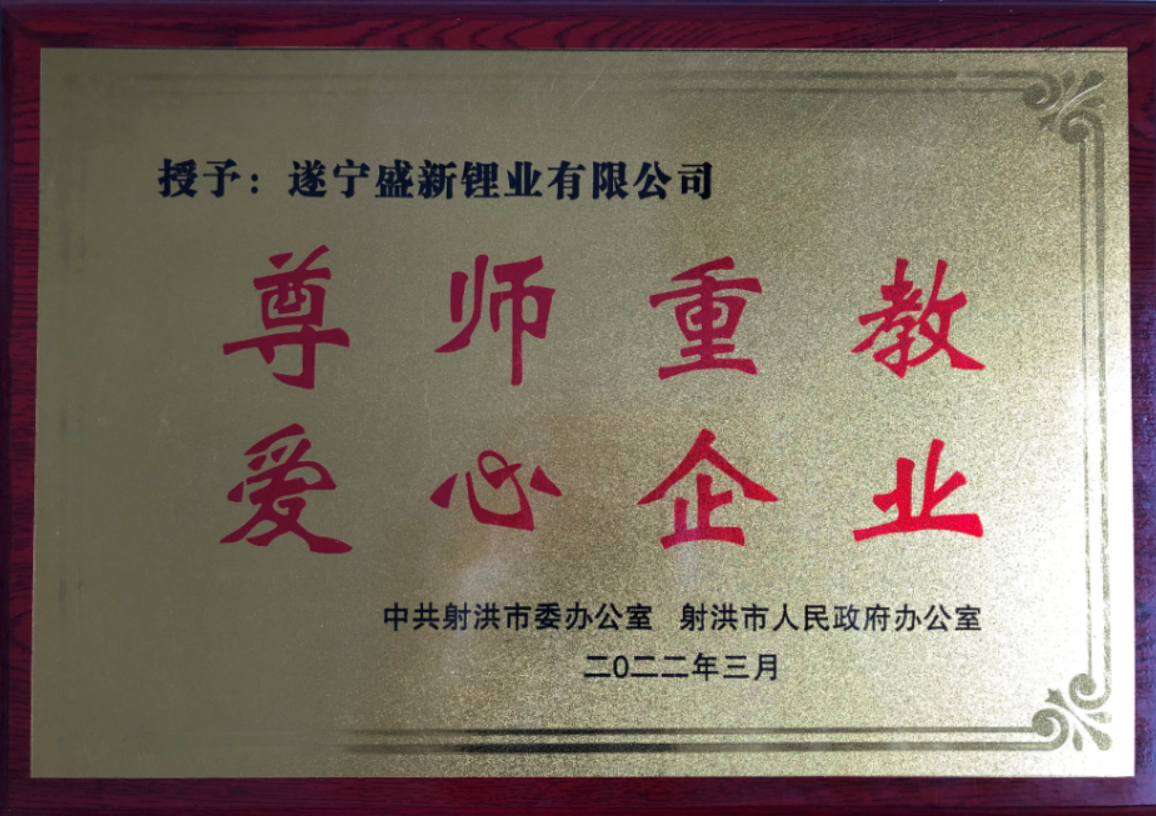 授予：遂宁盛新锂业有限公司
尊师重教
爱心企业
中共射洪市委办公室 射洪市人民政府办公室
二0二二年三月